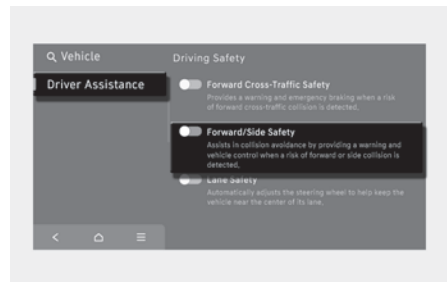 Vehicle
Driving Safety
Driver Assistance
Forward Cross-Traffic Safety
Provides a warning and emergency braking when a risk
of forward cross-traffic collision is detected.
Forward/Side Safety
Assists in collision avoidance by providing a warning and
vehicle control when a risk of forward or side collision is
detected.
Lane Safety
Automatically adjusts the steering wheel to help keep the
vehicle near the center of its lane.